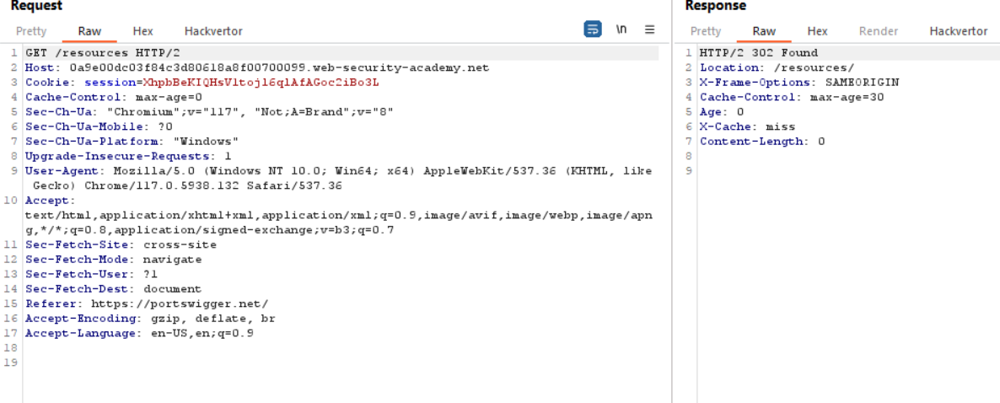 Request
Pretty Raw Hex Hackvertor \n
1 GET /resources HTTP/2
2 Host: 0a9e00dc03f84c3d80618a8f00700099.web-security-academy.net
3 Cookie: session=XhpbBeKIQHsVltojl6qlAfAGoc2iBo3L
4 Cache-Control: max-age=0
5 Sec-Ch-Ua: "Chromium";v="117", "Not;A=Brand";v="8"
6 Sec-Ch-Ua-Mobile: ?0
7 Sec-Ch-Ua-Platform: "Windows"
8 Upgrade-Insecure-Requests: 1
9 User-Agent: Mozilla/5.0 (Windows NT 10.0; Win64; x64) AppleWebKit/537.36 (KHTML, like
Gecko) Chrome/117.0.5938.132 Safari/537.36
10 Accept:
text/html,application/xhtml+xml,application/xml;q=0.9,image/avif,image/webp,image/apn
g,*/*;q=0.8,application/signed-exchange;v=b3;q=0.7
11 Sec-Fetch-Site: cross-site
12 Sec-Fetch-Mode: navigate
13 Sec-Fetch-User: ?1
14 Sec-Fetch-Dest: document
15 Referer: https://portswigger.net/
16 Accept-Encoding: gzip, deflate, br
17 Accept-Language: en-US,en;q=0.9
18
19
Response
Pretty Raw Hex Render Hackvertor
1 HTTP/2 302 Found
2 Location: /resources/
3 X-Frame-Options: SAMEORIGIN
4 Cache-Control: max-age=30
5 Age: 0
6 X-Cache: miss
7 Content-Length: 0
8
9